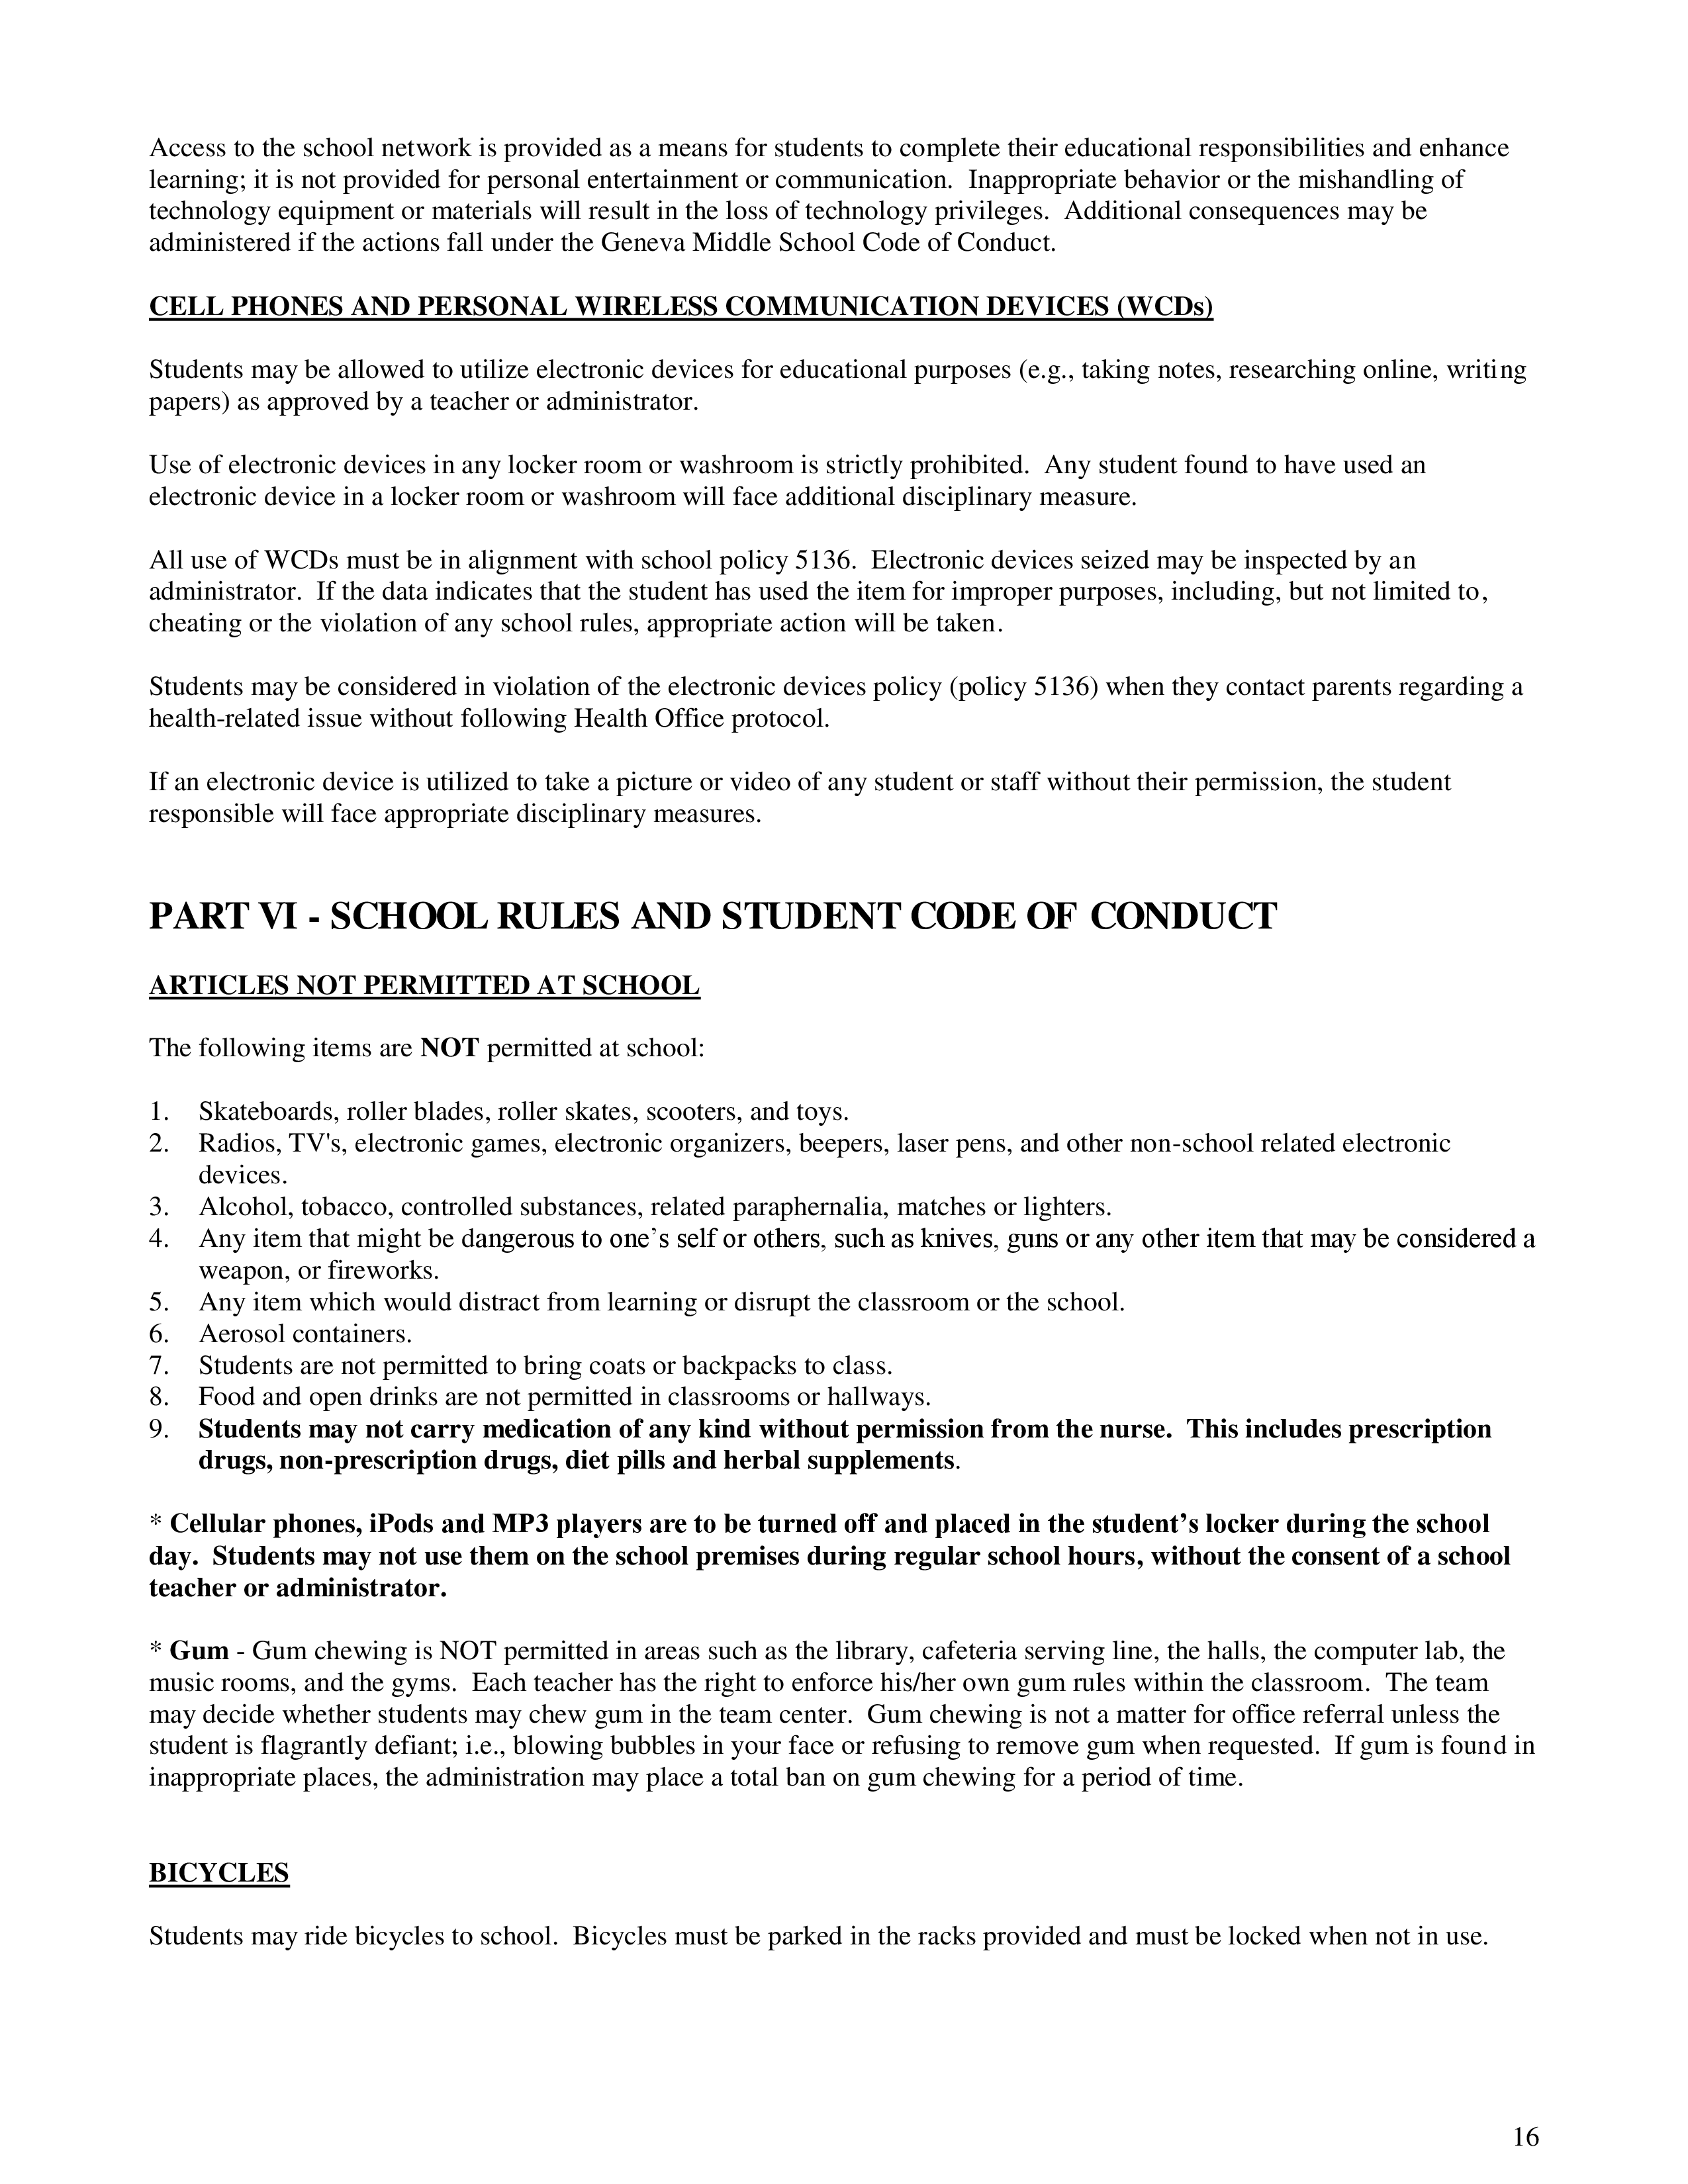 Access to the school network is provided as a means for students to complete their educational responsibilities and enhance
learning; it is not provided for personal entertainment or communication.  Inappropriate behavior or the mishandling of
technology equipment or materials will result in the loss of technology privileges.  Additional consequences may be
administered if the actions fall under the Geneva Middle School Code of Conduct.
CELL PHONES AND PERSONAL WIRELESS COMMUNICATION DEVICES (WCDs)
Students may be allowed to utilize electronic devices for educational purposes (e.g., taking notes, researching online, writing
papers) as approved by a teacher or administrator.
Use of electronic devices in any locker room or washroom is strictly prohibited.  Any student found to have used an
electronic device in a locker room or washroom will face additional disciplinary measure.
All use of WCDs must be in alignment with school policy 5136.  Electronic devices seized may be inspected by an
administrator.  If the data indicates that the student has used the item for improper purposes, including, but not limited to,
cheating or the violation of any school rules, appropriate action will be taken.
Students may be considered in violation of the electronic devices policy (policy 5136) when they contact parents regarding a
health-related issue without following Health Office protocol.
If an electronic device is utilized to take a picture or video of any student or staff without their permission, the student
responsible will face appropriate disciplinary measures.
PART VI - SCHOOL RULES AND STUDENT CODE OF CONDUCT
ARTICLES NOT PERMITTED AT SCHOOL
The following items are NOT permitted at school:
1. Skateboards, roller blades, roller skates, scooters, and toys.
2. Radios, TV's, electronic games, electronic organizers, beepers, laser pens, and other non-school related electronic
devices.
3. Alcohol, tobacco, controlled substances, related paraphernalia, matches or lighters.
4. Any item that might be dangerous to one’s self or others, such as knives, guns or any other item that may be considered a
weapon, or fireworks.
5. Any item which would distract from learning or disrupt the classroom or the school.
6. Aerosol containers.
7. Students are not permitted to bring coats or backpacks to class.
8. Food and open drinks are not permitted in classrooms or hallways.
9. Students may not carry medication of any kind without permission from the nurse.  This includes prescription
drugs, non-prescription drugs, diet pills and herbal supplements.
* Cellular phones, iPods and MP3 players are to be turned off and placed in the student’s locker during the school
day.  Students may not use them on the school premises during regular school hours, without the consent of a school
teacher or administrator.
* Gum - Gum chewing is NOT permitted in areas such as the library, cafeteria serving line, the halls, the computer lab, the
music rooms, and the gyms.  Each teacher has the right to enforce his/her own gum rules within the classroom.  The team
may decide whether students may chew gum in the team center.  Gum chewing is not a matter for office referral unless the
student is flagrantly defiant; i.e., blowing bubbles in your face or refusing to remove gum when requested.  If gum is found in
inappropriate places, the administration may place a total ban on gum chewing for a period of time.
BICYCLES
Students may ride bicycles to school.  Bicycles must be parked in the racks provided and must be locked when not in use.
16